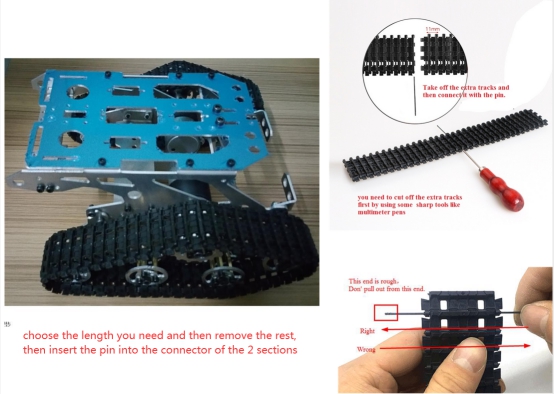 11mm
Take off the extra tracks and
then connect it with the pin.
you need to cut off the extra tracks
first by using some sharp tools like
multimeter pens
This end is rough,
Don' pull out from this end.
Right
Wrong
choose the length you need and then remove the rest,
then insert the pin into the connector of the 2 sections